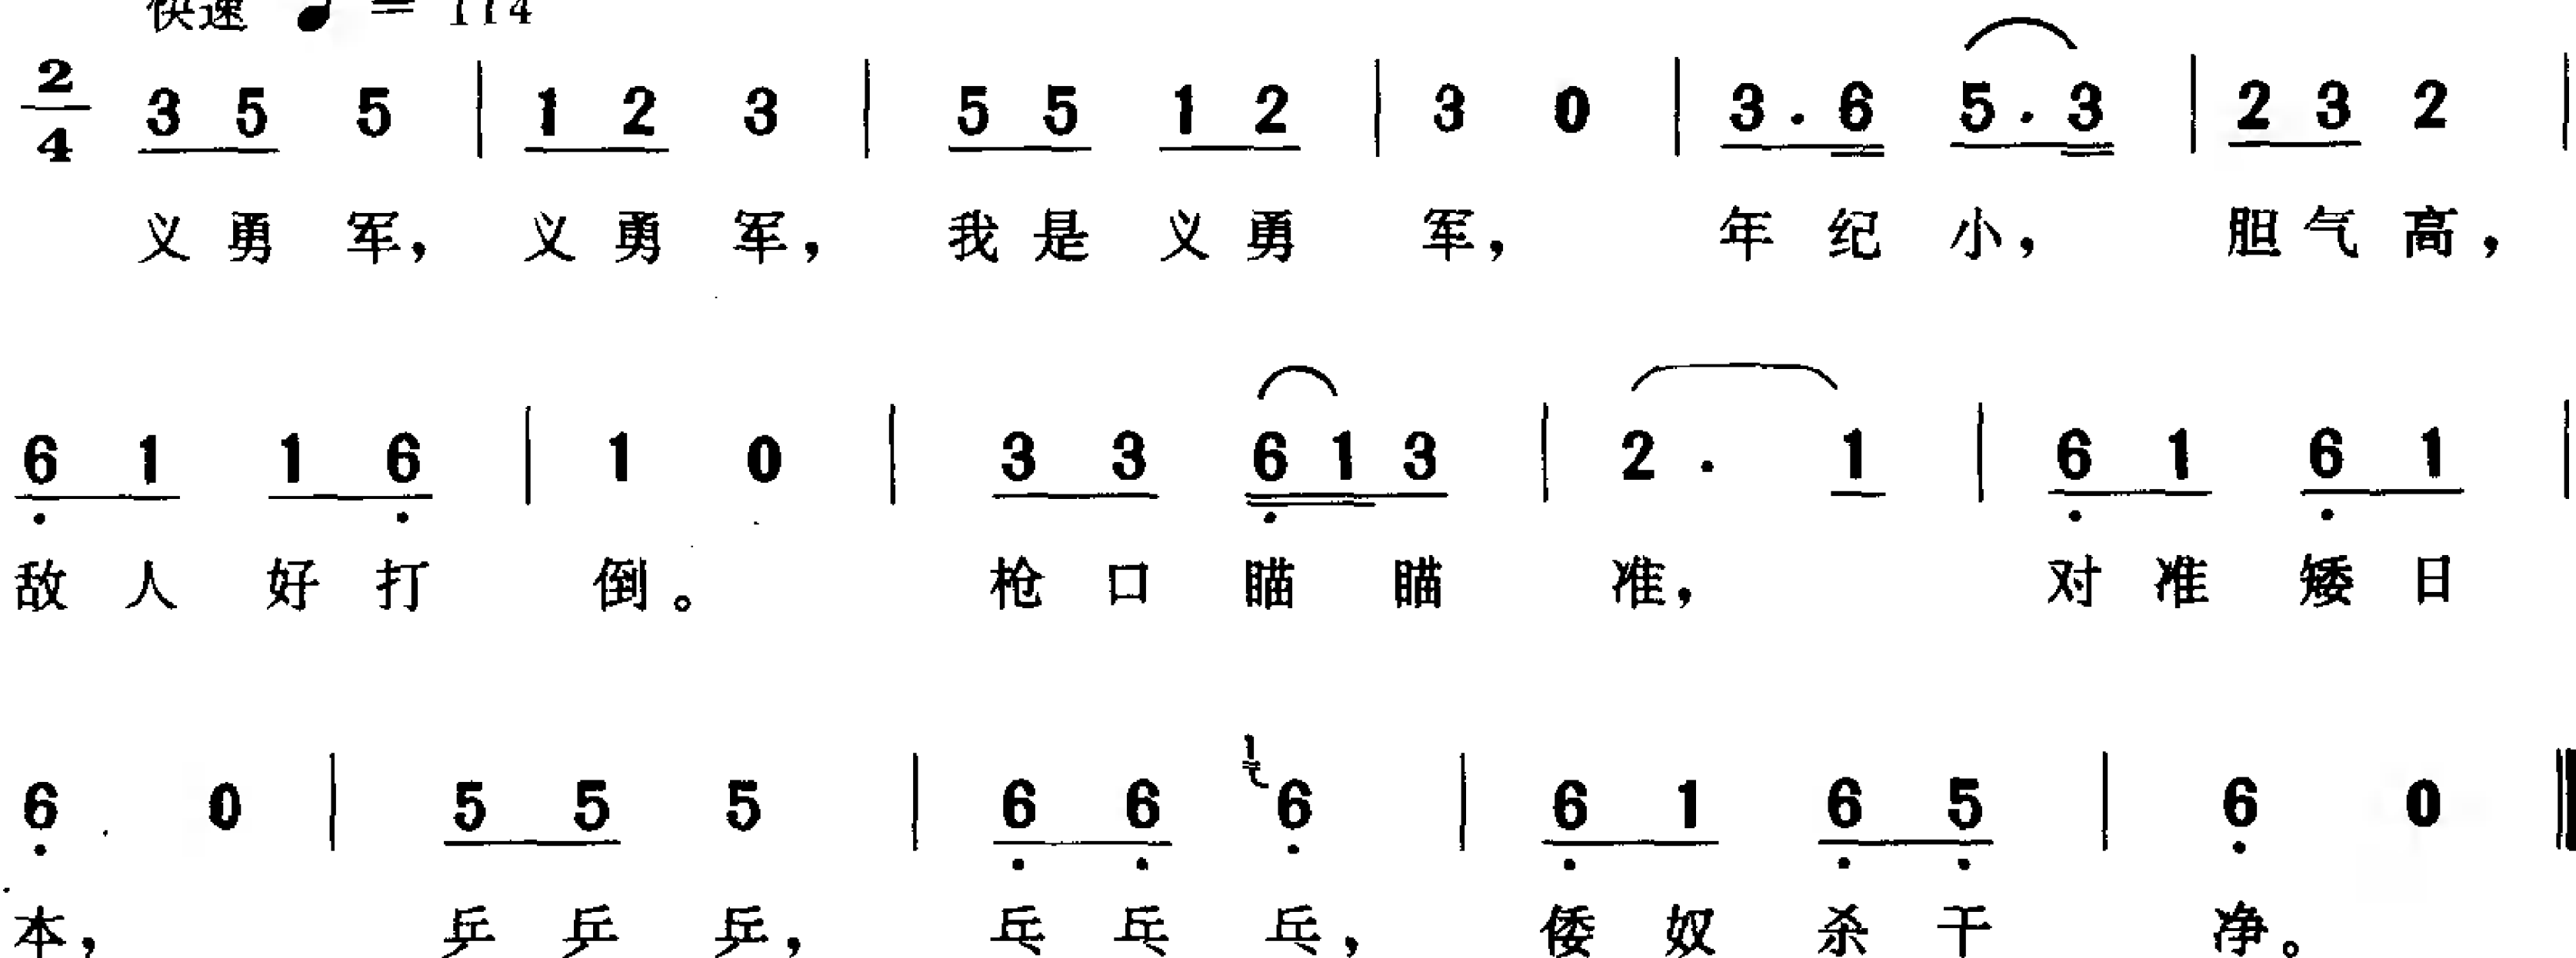 快速 ♩ = 114
2/4 3 5 5 | 1 2 3 | 5 5 1 2 | 3 0 | 3 . 6 5 . 3 | 2 3 2 |
义 勇 军， 义 勇 军， 我 是 义 勇 军， 年 纪 小， 胆 气 高，
6 1 1 6 | 1 0 | 3 3 6 1 3 | 2 . 1 | 6 1 6 1 |
敌 人 好 打 倒。 枪 口 瞄 瞄 准， 对 准 矮 日
6 0 | 5 5 5 | 6 6 1 6 | 6 1 6 5 | 6 0 ‖
本， 乒 乒 乒， 乓 乓 乓， 倭 奴 杀 干 净。